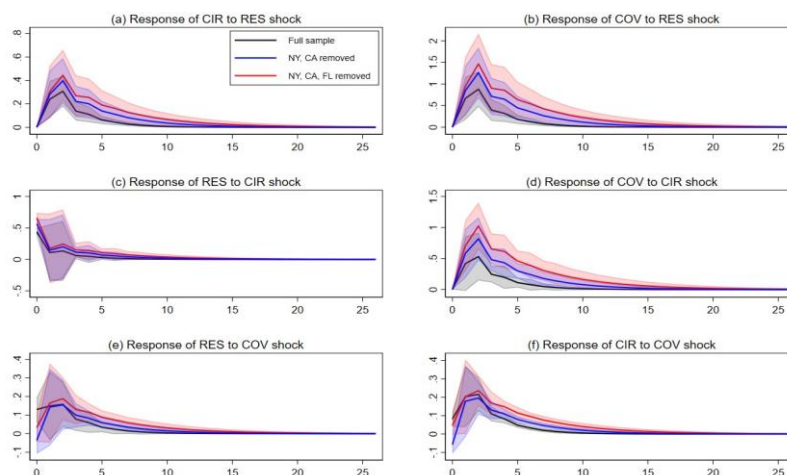 (a) Response of CIR to RES shock
.8
.6
.4
.2
0
0 5 10 15 20 25
Full sample
NY, CA removed
NY, CA, FL removed
(b) Response of COV to RES shock
2
1.5
1
.5
0
0 5 10 15 20 25
(c) Response of RES to CIR shock
1
.5
0
-.5
0 5 10 15 20 25
(d) Response of COV to CIR shock
1.5
1
.5
0
0 5 10 15 20 25
(e) Response of RES to COV shock
.4
.3
.2
.1
0
-.1
0 5 10 15 20 25
(f) Response of CIR to COV shock
.4
.3
.2
.1
0
-.1
0 5 10 15 20 25